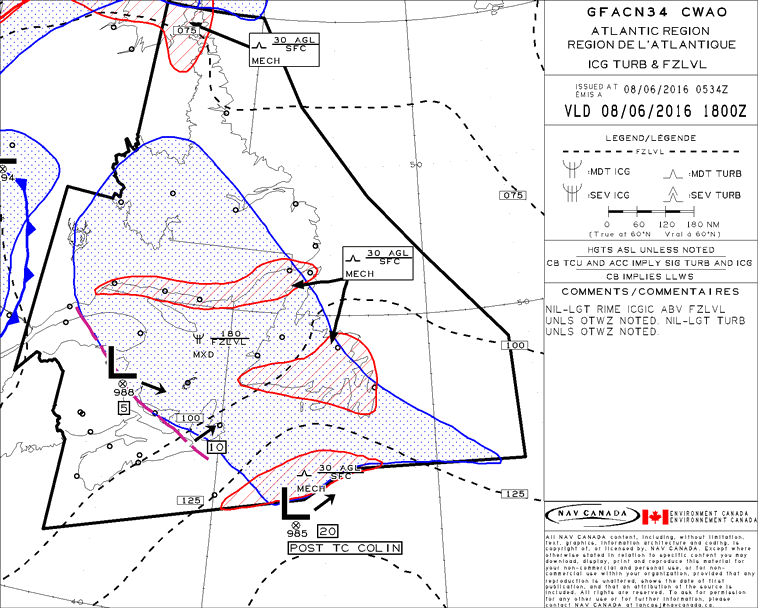 GFACN34 CWAO
ATLANTIC REGION
REGION DE L'ATLANTIQUE
ICG TURB & FZLVL
ISSUED AT
ÉMIS A
08/06/2016 0534Z
VLD 08/06/2016 1800Z
LEGEND/LÉGENDE
FZLVL
:MDT ICG
:MDT TURB
:SEV ICG
:SEV TURB
0 60 120 180 NM
(True at 60°N Vrai à 60°N)
HGTS ASL UNLESS NOTED
CB TCU AND ACC IMPLY SIG TURB AND ICG
CB IMPLIES LLWS
COMMENTS/COMMENTAIRES
NIL-LGT RIME ICGIC ABV FZLVL
UNLS OTWZ NOTED. NIL-LGT TURB
UNLS OTWZ NOTED.
NAV CANADA
ENVIRONMENT CANADA
ENVIRONNEMENT CANADA
All NAV CANADA content, including, without limitation,
text, graphics, information architecture and coding, is
copyright of, or licensed by, NAV CANADA. Except where
otherwise stated in relation to specific content you may
download, display, print and reproduce this material for
your non-commercial and personal use, or for non-
commercial use within your organization, provided that any
reproduction is unaltered, shows the date of first
publication, and that an attribution of the source is
included. All rights are reserved. To ask for permission
for any other use or for further information, please
contact NAV CANADA at lancasj@navcanada.ca.
075
30 AGL
SFC
MECH
50
94
075
30 AGL
SFC
MECH
50
180
FZLVL
MXD
100
988
5
100
10
30 AGL
SFC
MECH
125
125
985
20
POST TC COLIN
40
60